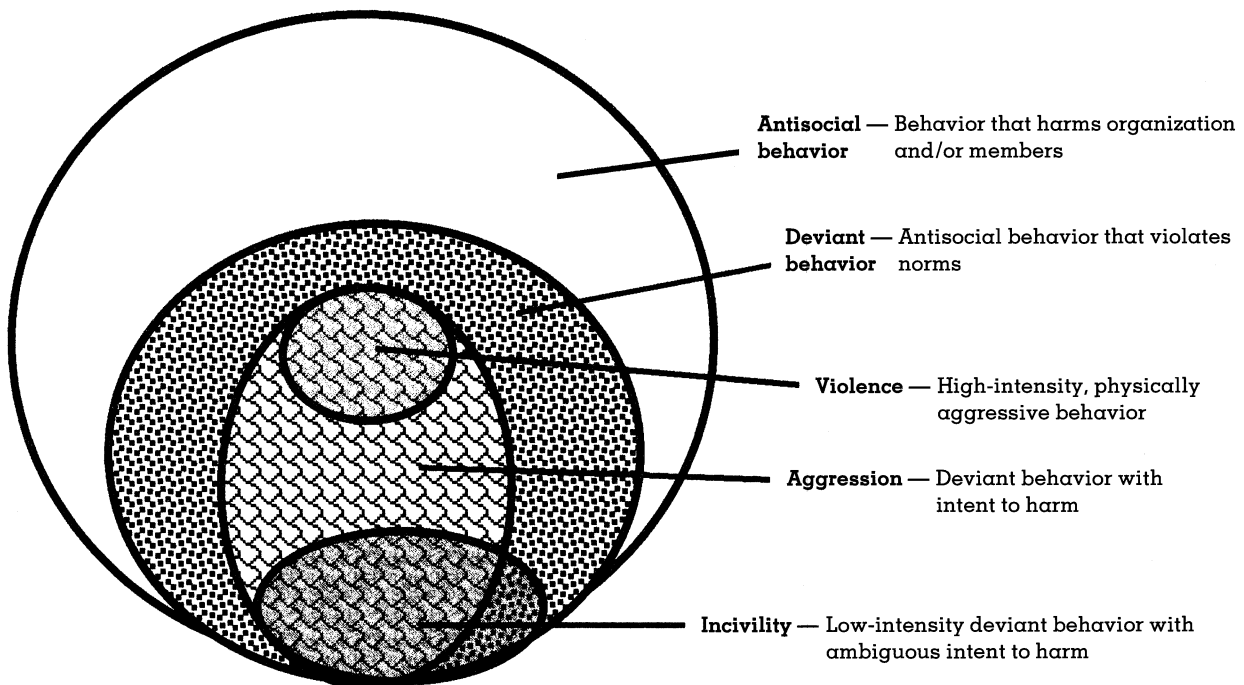 Antisocial — Behavior that harms organization
behavior and/or members
Deviant — Antisocial behavior that violates
behavior norms
Violence — High-intensity, physically
aggressive behavior
Aggression — Deviant behavior with
intent to harm
Incivility — Low-intensity deviant behavior with
ambiguous intent to harm